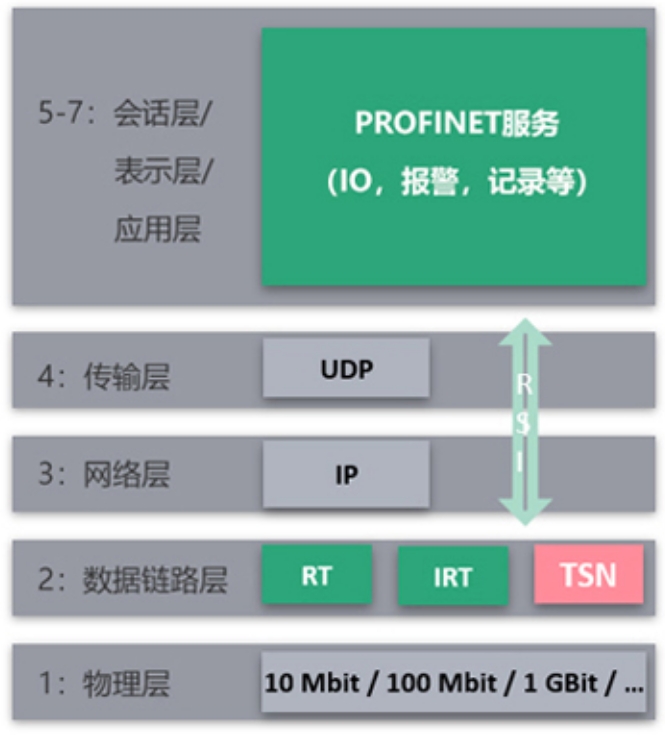 5-7：会话层/
表示层/
应用层
PROFINET服务
(IO，报警，记录等)
4：传输层
UDP
R
S
I
3：网络层
IP
2：数据链路层
RT
IRT
TSN
1：物理层
10 Mbit / 100 Mbit / 1 GBit / ...